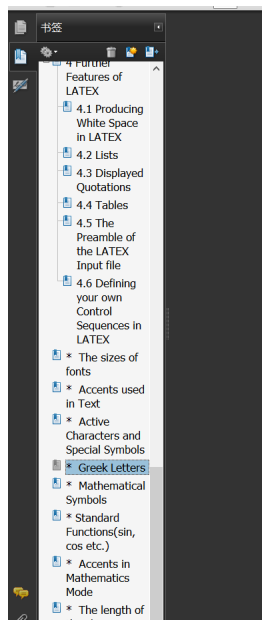 书签
4 Further
Features of
LATEX
4.1 Producing
White Space
in LATEX
4.2 Lists
4.3 Displayed
Quotations
4.4 Tables
4.5 The
Preamble of
the LATEX
Input file
4.6 Defining
your own
Control
Sequences in
LATEX
* The sizes of
fonts
* Accents used
in Text
* Active
Characters and
Special Symbols
* Greek Letters
* Mathematical
Symbols
* Standard
Functions(sin,
cos etc.)
* Accents in
Mathematics
Mode
* The length of